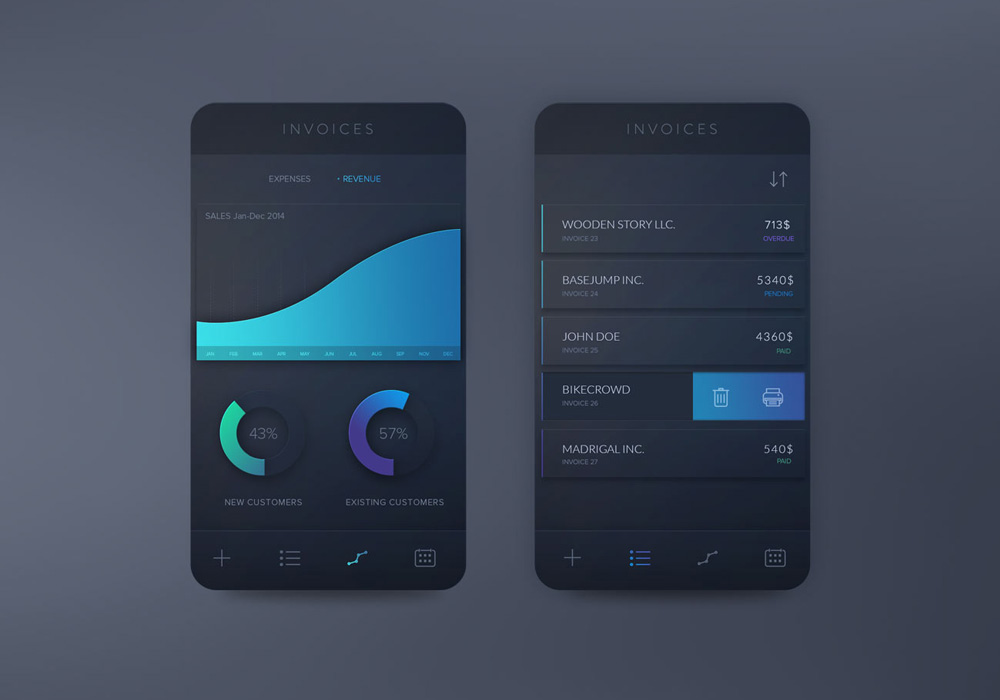 INVOICES
EXPENSES • REVENUE
SALES Jan-Dec 2014
JAN FEB MAR APR MAY JUN JUL AUG SEP NOV DEC
43%
57%
NEW CUSTOMERS
EXISTING CUSTOMERS
INVOICES
WOODEN STORY LLC. 713$
INVOICE 23 OVERDUE
BASEJUMP INC. 5340$
INVOICE 24 PENDING
JOHN DOE 4360$
INVOICE 25 PAID
BIKECROWD
INVOICE 26
MADRIGAL INC. 540$
INVOICE 27 PAID